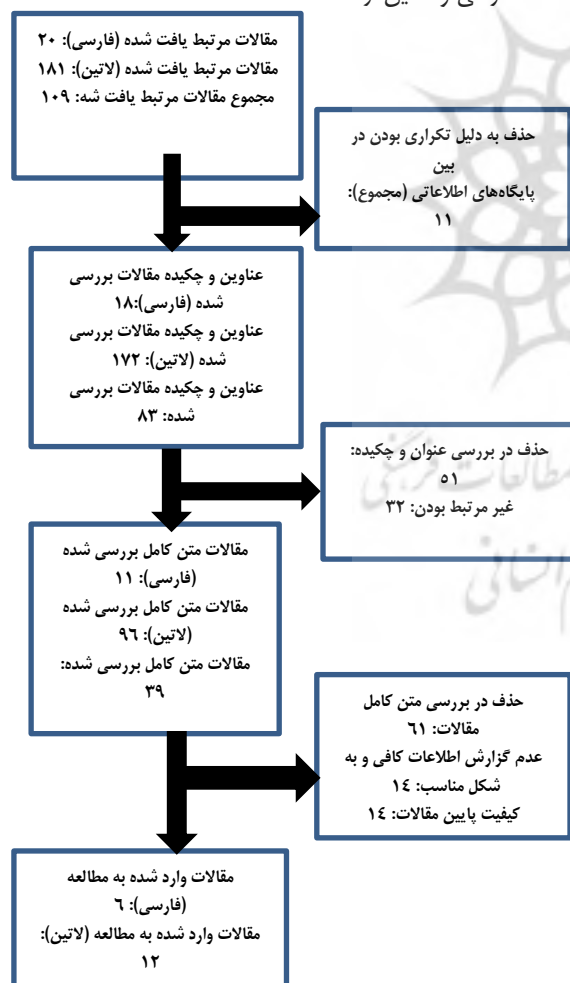 مقالات مرتبط یافت شده (فارسی): ۲۰
مقالات مرتبط یافت شده (لاتین): ۱۸۱
مجموع مقالات مرتبط یافت شه: ۱۰۹
حذف به دلیل تکراری بودن در
بین
پایگاه‌های اطلاعاتی (مجموع):
۱۱
عناوین و چکیده مقالات بررسی
شده (فارسی):۱۸
عناوین و چکیده مقالات بررسی
شده (لاتین): ۱۷۲
عناوین و چکیده مقالات بررسی
شده: ۸۳
حذف در بررسی عنوان و چکیده:
٥١
غیر مرتبط بودن: ۳۲
مقالات متن کامل بررسی شده
(فارسی): ۱۱
مقالات متن کامل بررسی شده
(لاتین): ٩٦
مقالات متن کامل بررسی شده:
۳۹
حذف در بررسی متن کامل
مقالات: ٦١
عدم گزارش اطلاعات کافی و به
شکل مناسب: ١٤
کیفیت پایین مقالات: ١٤
مقالات وارد شده به مطالعه
(فارسی): ٦
مقالات وارد شده به مطالعه (لاتین):
۱۲